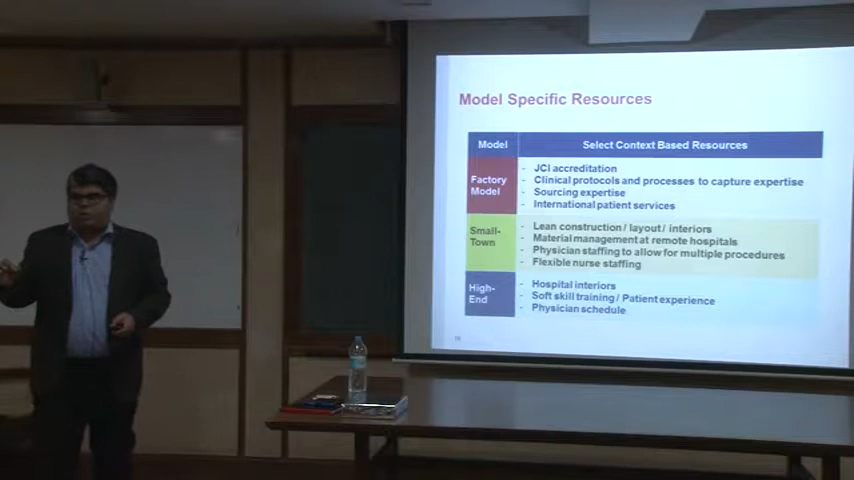 Model Specific Resources
Model Select Context Based Resources
Factory Model
- JCI accreditation
- Clinical protocols and processes to capture expertise
- Sourcing expertise
- International patient services
Small-Town
- Lean construction / layout / interiors
- Material management at remote hospitals
- Physician staffing to allow for multiple procedures
- Flexible nurse staffing
High-End
- Hospital interiors
- Soft skill training / Patient experience
- Physician schedule